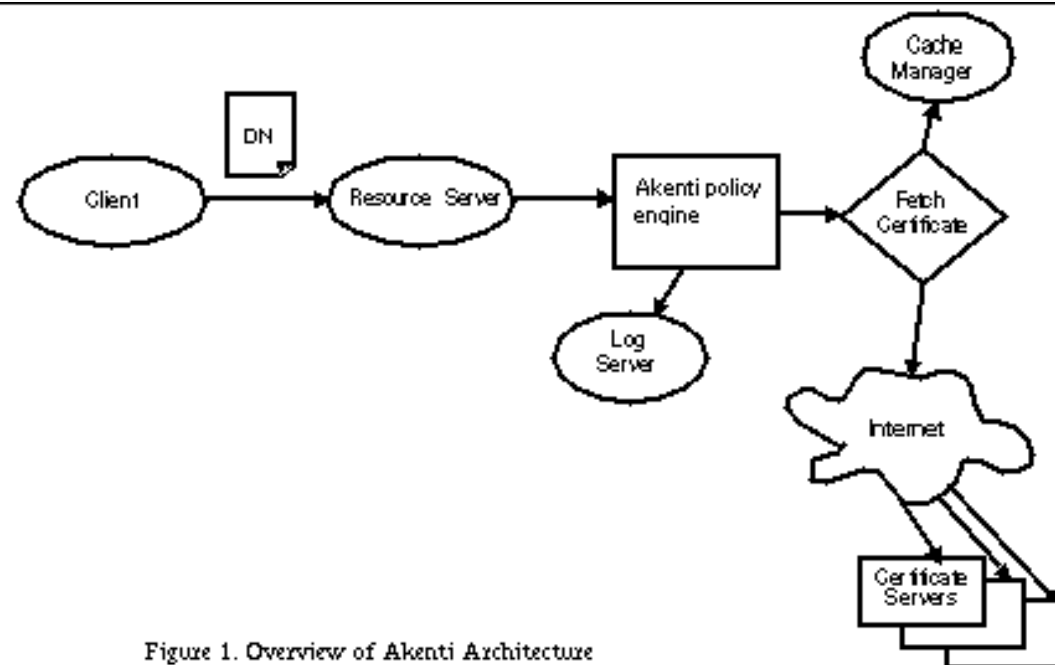 Cache
Manager
DN
Client
Resource Server
Akenti policy
engine
Fetch
Certificate
Log
Server
Internet
Certificate
Servers
Figure 1. Overview of Akenti Architecture